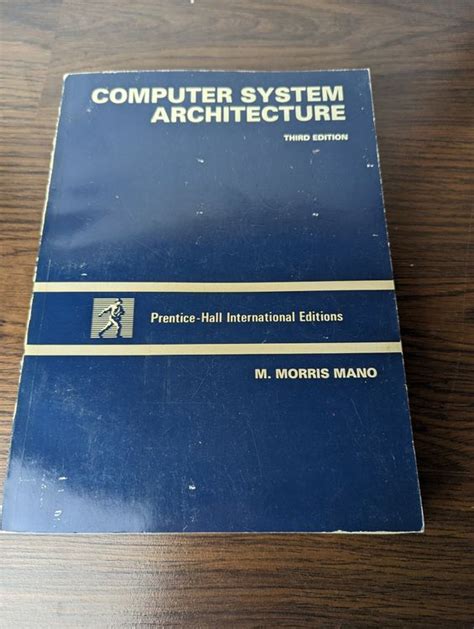 COMPUTER SYSTEM
ARCHITECTURE
THIRD EDITION
Prentice-Hall International Editions
M. MORRIS MANO